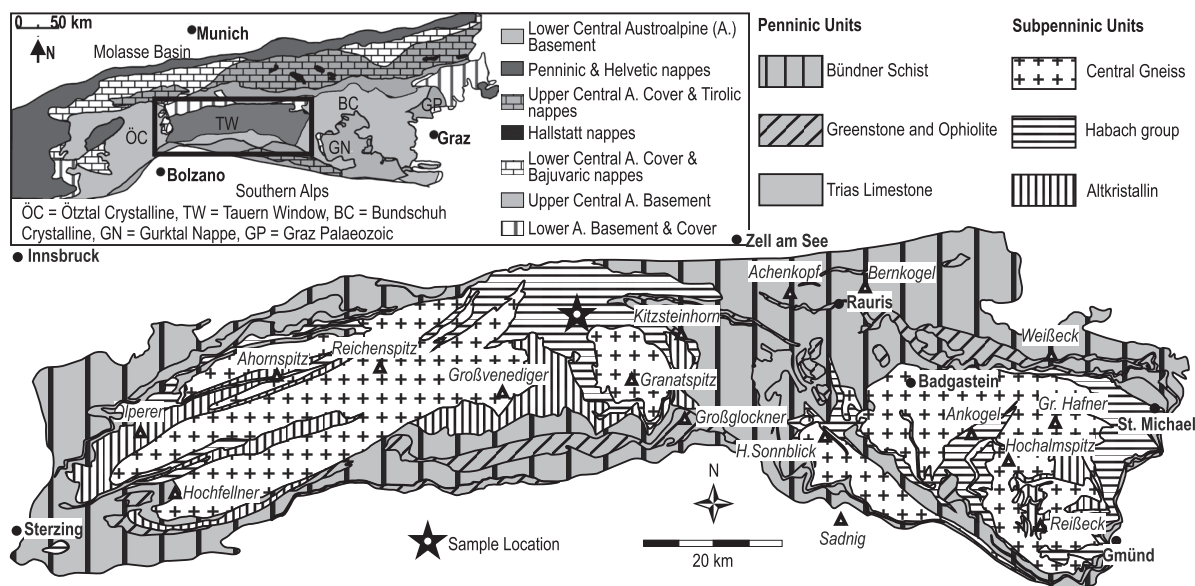 0 50 km
N
Munich
Molasse Basin
BC
GP
TW
ÖC
GN
Graz
Bolzano
Southern Alps
ÖC = Ötztal Crystalline, TW = Tauern Window, BC = Bundschuh
Crystalline, GN = Gurktal Nappe, GP = Graz Palaeozoic
Lower Central Austroalpine (A.)
Basement
Penninic & Helvetic nappes
Upper Central A. Cover & Tirolic
nappes
Hallstatt nappes
Lower Central A. Cover &
Bajuvaric nappes
Upper Central A. Basement
Lower A. Basement & Cover
Penninic Units
Bündner Schist
Greenstone and Ophiolite
Trias Limestone
Subpenninic Units
Central Gneiss
Habach group
Altkristallin
Innsbruck
Zell am See
Achenkopf
Bernkogel
Rauris
Kitzsteinhorn
Weißeck
Reichenspitz
Ahornspitz
Großvenediger
Granatspitz
Badgastein
Alperer
Großglockner
Ankogel
Gr. Hafner
St. Michael
H.Sonnblick
Hochalmspitz
Hochfellner
N
Sterzing
Sample Location
20 km
Sadnig
Reißeck
Gmünd